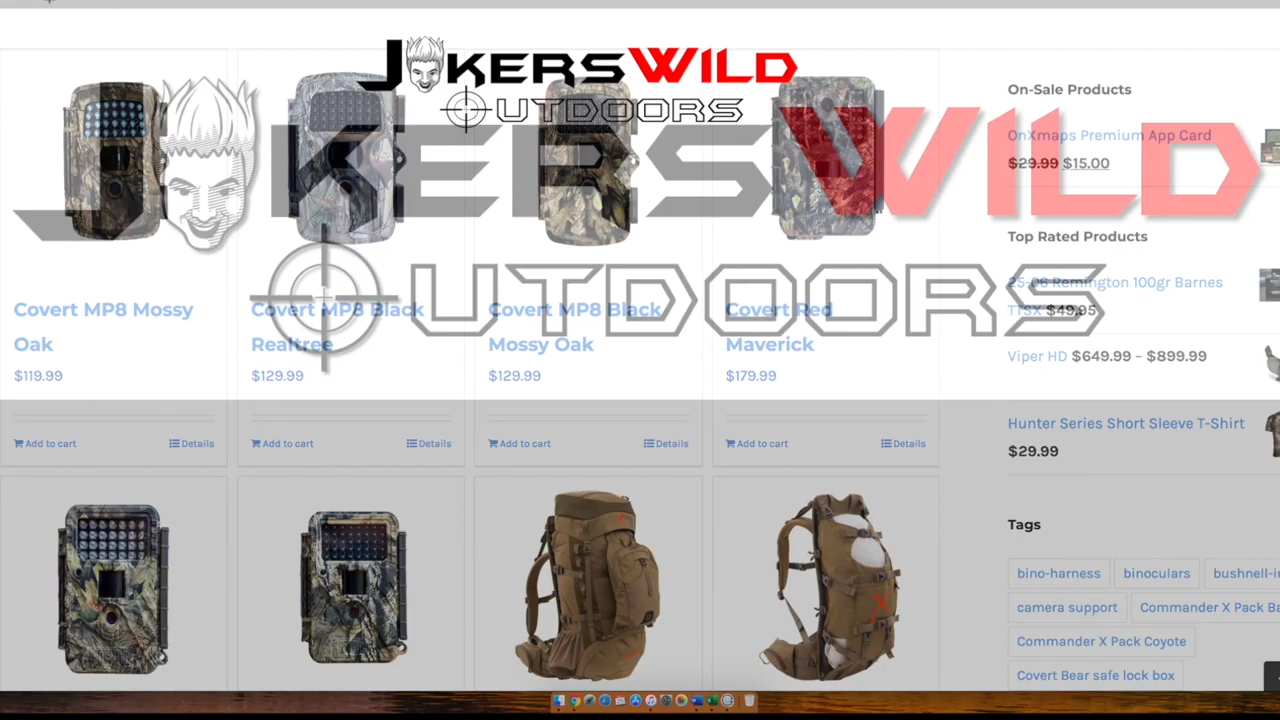 JOKERSWILD
OUTDOORS
JOKERSWILD
OUTDOORS
Covert MP8 Mossy
Oak
$119.99
Add to cart
Details
Covert MP8 Black
Realtree
$129.99
Add to cart
Details
Covert MP8 Black
Mossy Oak
$129.99
Add to cart
Details
Covert Red
Maverick
$179.99
Add to cart
Details
On-Sale Products
OnXmaps Premium App Card
$29.99 $15.00
Top Rated Products
25-06 Remington 100gr Barnes
TTSX $49.95
Viper HD $649.99 – $899.99
Hunter Series Short Sleeve T-Shirt
$29.99
Tags
bino-harness
binoculars
bushnell-i
camera support
Commander X Pack Ba
Commander X Pack Coyote
Covert Bear safe lock box